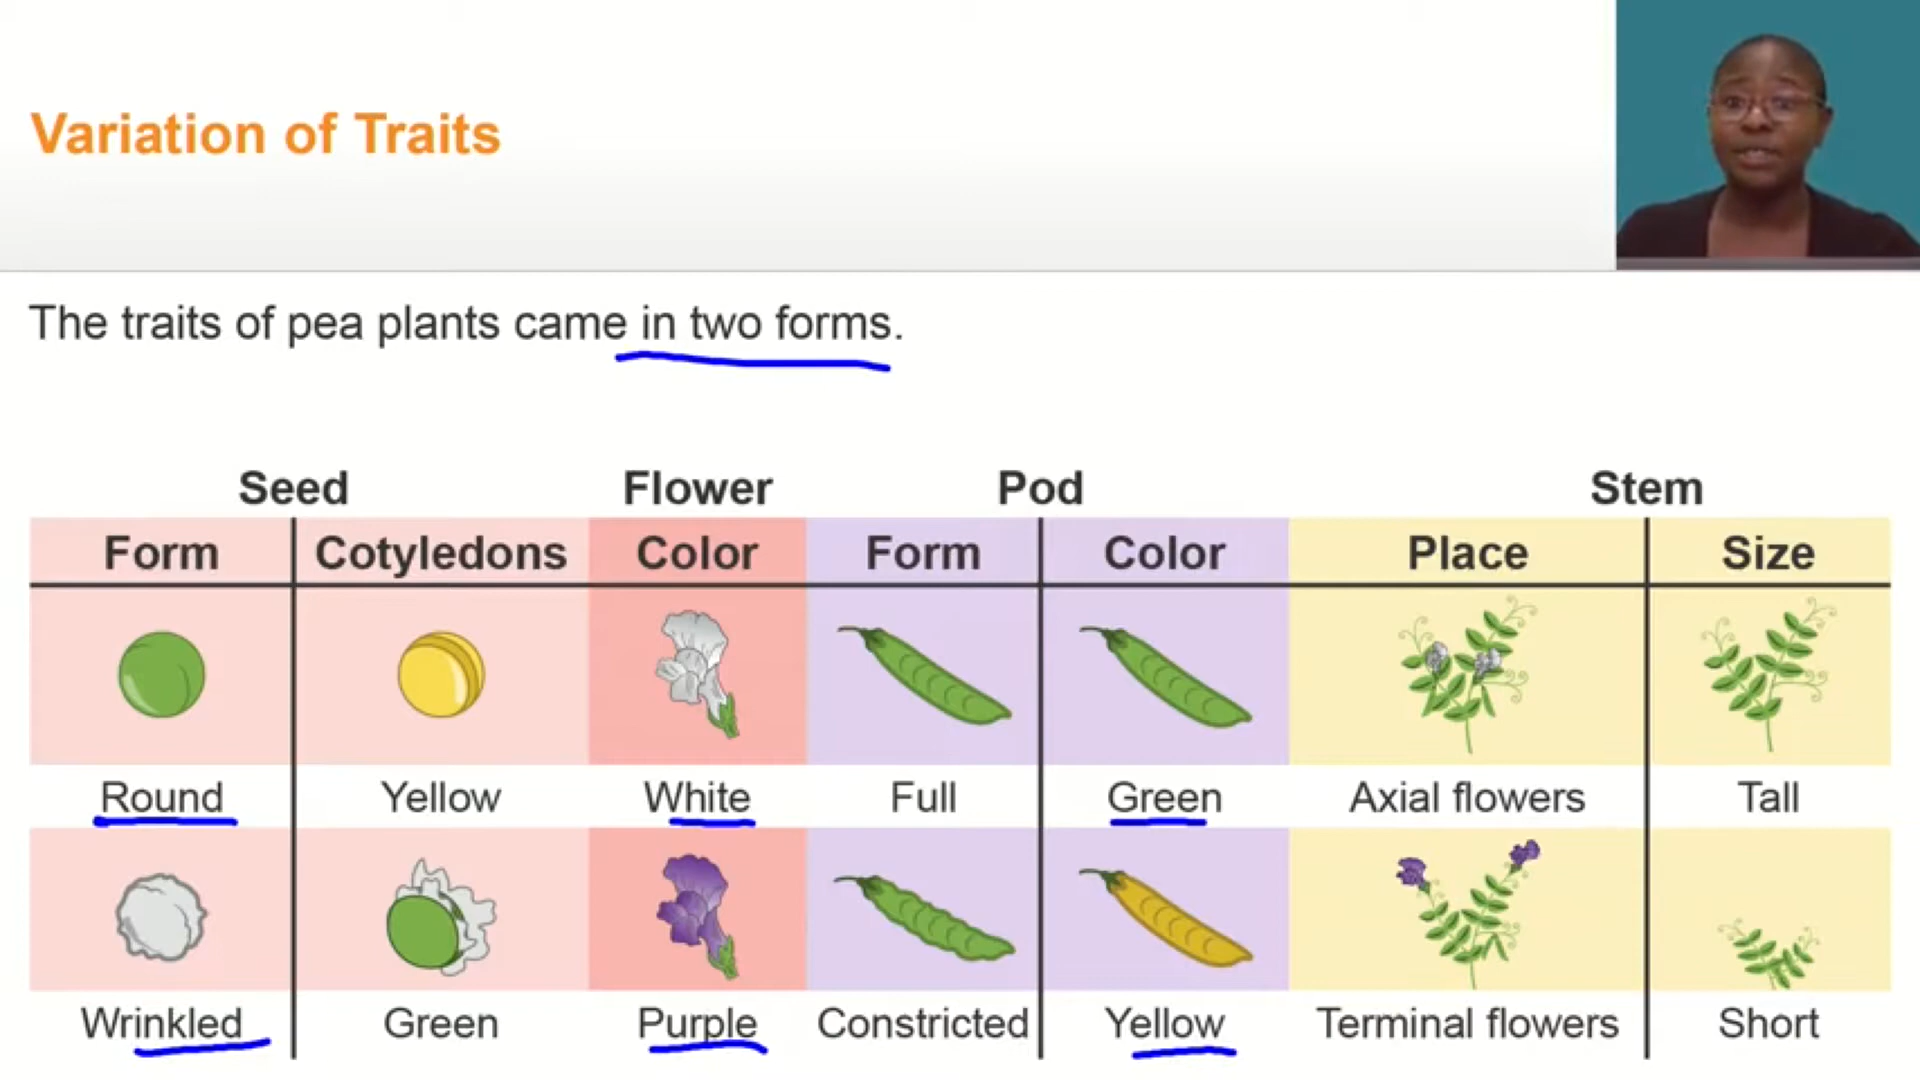 Variation of Traits
The traits of pea plants came in two forms.
Seed Flower Pod Stem
Form Cotyledons Color Form Color Place Size
Round Yellow White Full Green Axial flowers Tall
Wrinkled Green Purple Constricted Yellow Terminal flowers Short